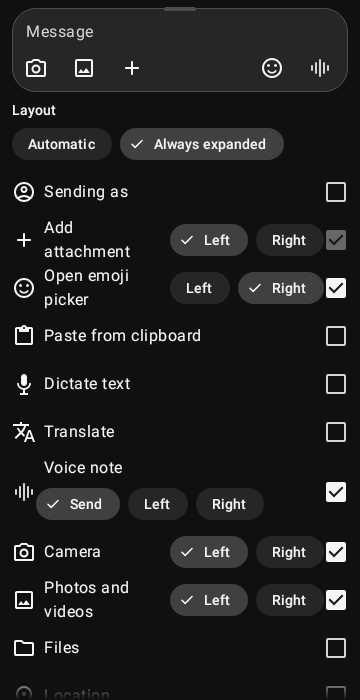 Message
Layout
Automatic
Always expanded
Sending as
Add
attachment
Left
Right
Open emoji
picker
Left
Right
Paste from clipboard
Dictate text
Translate
Voice note
Send
Left
Right
Camera
Left
Right
Photos and
videos
Left
Right
Files
Location